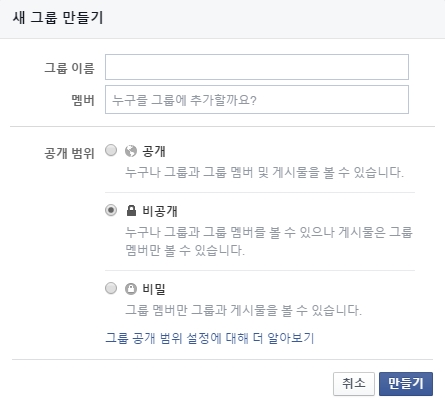 새 그룹 만들기
그룹 이름
멤버 누구를 그룹에 추가할까요?
공개 범위 공개
누구나 그룹과 그룹 멤버 및 게시물을 볼 수 있습니다.
비공개
누구나 그룹과 그룹 멤버를 볼 수 있으나 게시물은 그룹
멤버만 볼 수 있습니다.
비밀
그룹 멤버만 그룹과 게시물을 볼 수 있습니다.
그룹 공개 범위 설정에 대해 더 알아보기
취소 만들기